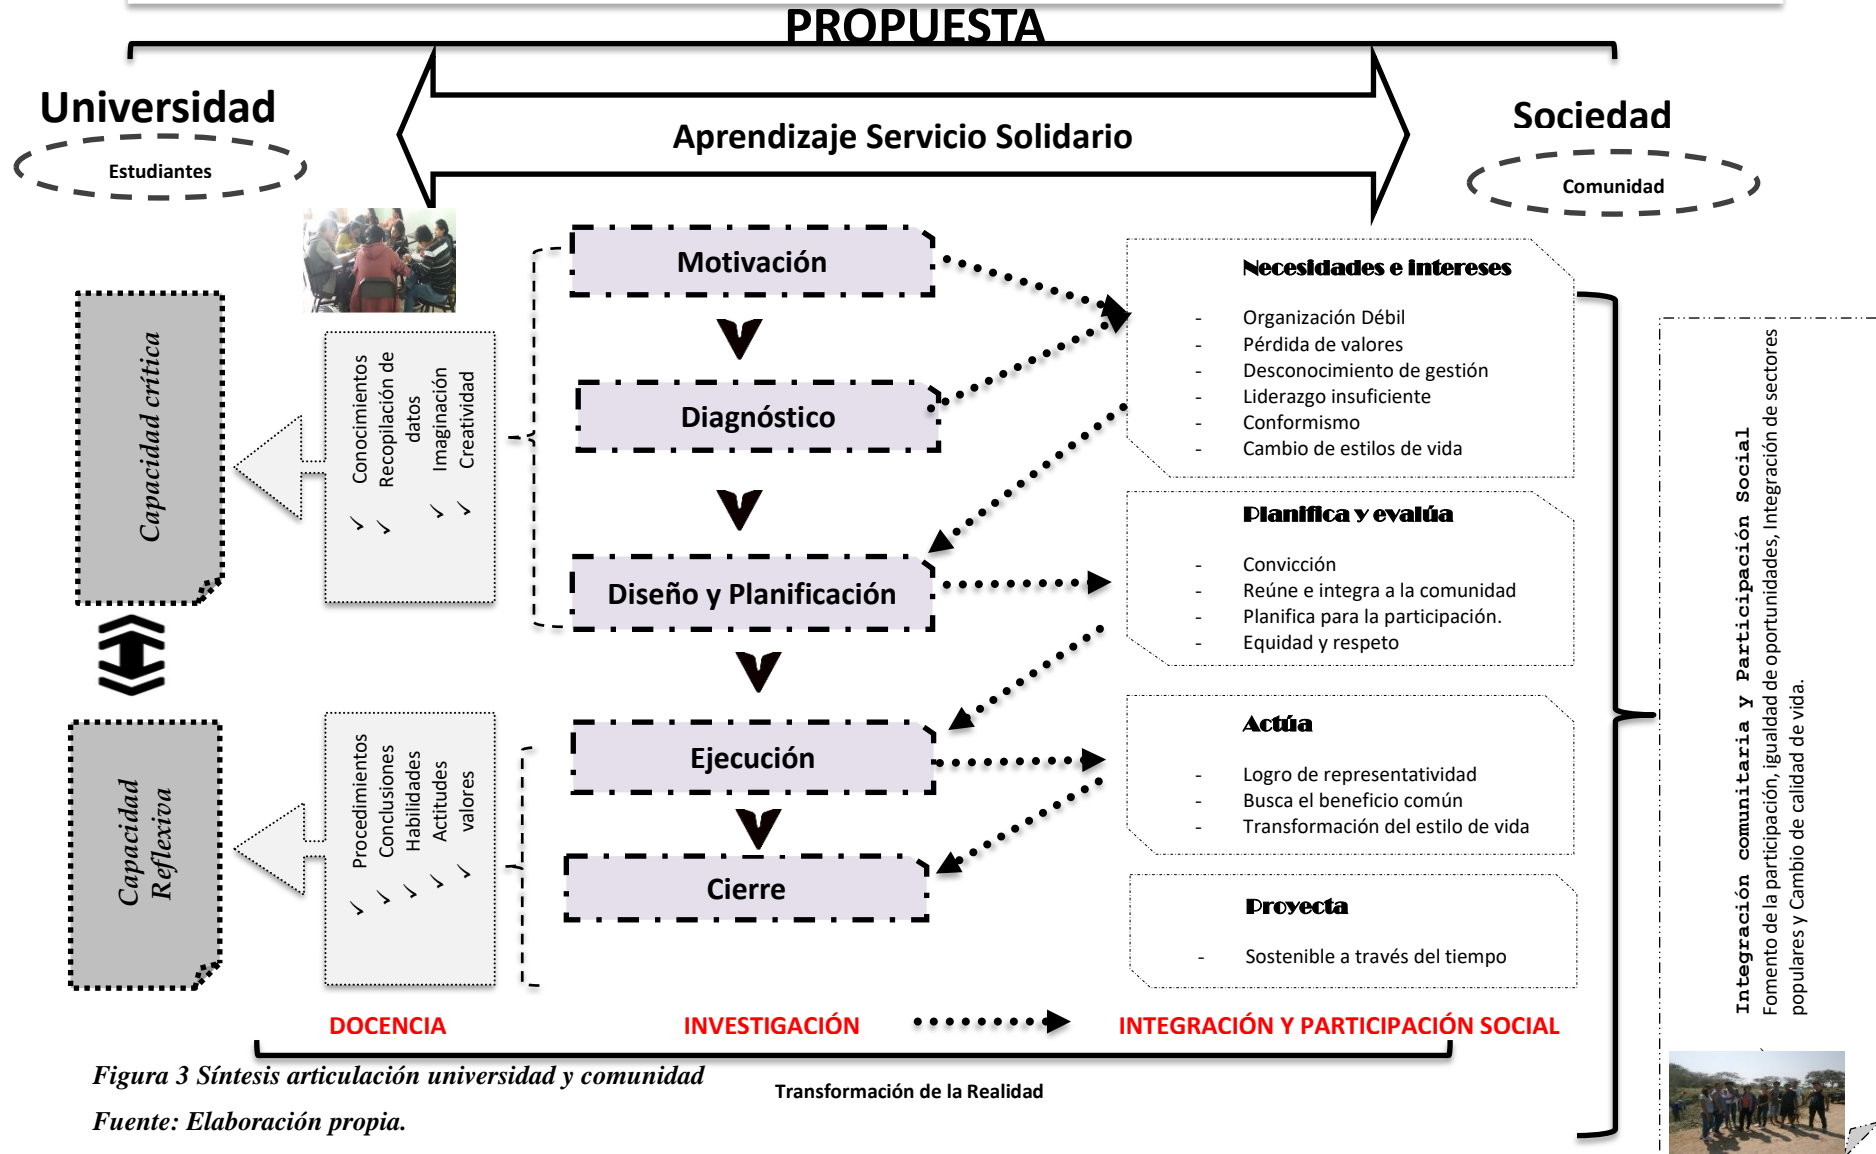 PROPUESTA
Universidad
Estudiantes
Aprendizaje Servicio Solidario
Sociedad
Comunidad
Capacidad crítica
✓ Conocimientos
✓ Recopilación de
datos
✓ Imaginación
✓ Creatividad
Capacidad
Reflexiva
✓ Procedimientos
✓ Conclusiones
✓ Habilidades
✓ Actitudes
✓ valores
Motivación
Diagnóstico
Diseño y Planificación
Ejecución
Cierre
Necesidades e intereses
- Organización Débil
- Pérdida de valores
- Desconocimiento de gestión
- Liderazgo insuficiente
- Conformismo
- Cambio de estilos de vida
Planifica y evalúa
- Convicción
- Reúne e integra a la comunidad
- Planifica para la participación.
- Equidad y respeto
Actúa
- Logro de representatividad
- Busca el beneficio común
- Transformación del estilo de vida
Proyecta
- Sostenible a través del tiempo
Integración comunitaria y Participación Social
Fomento de la participación, igualdad de oportunidades, Integración de sectores
populares y Cambio de calidad de vida.
DOCENCIA
INVESTIGACIÓN
INTEGRACIÓN Y PARTICIPACIÓN SOCIAL
Transformación de la Realidad
Figura 3 Síntesis articulación universidad y comunidad
Fuente: Elaboración propia.